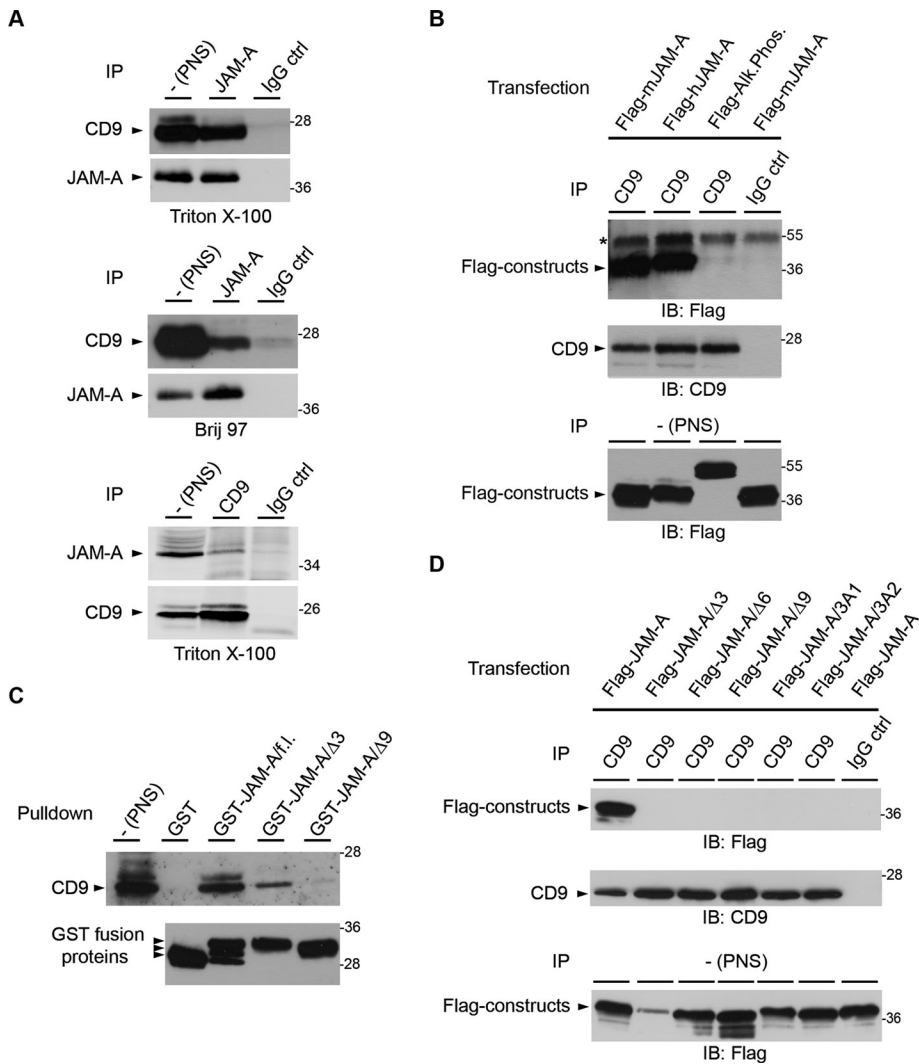 A
IP
- (PNS)
JAM-A
IgG ctrl
CD9
-28
JAM-A
36
Triton X-100
IP
- (PNS)
JAM-A
IgG ctrl
CD9
-28
JAM-A
36
Brij 97
IP
- (PNS)
CD9
IgG ctrl
JAM-A
-34
CD9
-26
Triton X-100
B
Transfection
Flag-mJAM-A
Flag-hJAM-A
Flag-Alk.Phos.
Flag-mJAM-A
IP
CD9
CD9
CD9
IgG ctrl
*
-55
Flag-constructs
-36
IB: Flag
CD9
-28
IB: CD9
IP
- (PNS)
-55
Flag-constructs
-36
IB: Flag
C
Pulldown
- (PNS)
GST
GST-JAM-A/f.l.
GST-JAM-A/Δ3
GST-JAM-A/Δ9
-28
CD9
GST fusion
proteins
-36
-28
D
Transfection
Flag-JAM-A
Flag-JAM-A/Δ3
Flag-JAM-A/Δ6
Flag-JAM-A/Δ9
Flag-JAM-A/3A1
Flag-JAM-A/3A2
Flag-JAM-A
IP
CD9
CD9
CD9
CD9
CD9
CD9
IgG ctrl
Flag-constructs
-36
IB: Flag
CD9
-28
IB: CD9
IP
- (PNS)
Flag-constructs
-36
IB: Flag